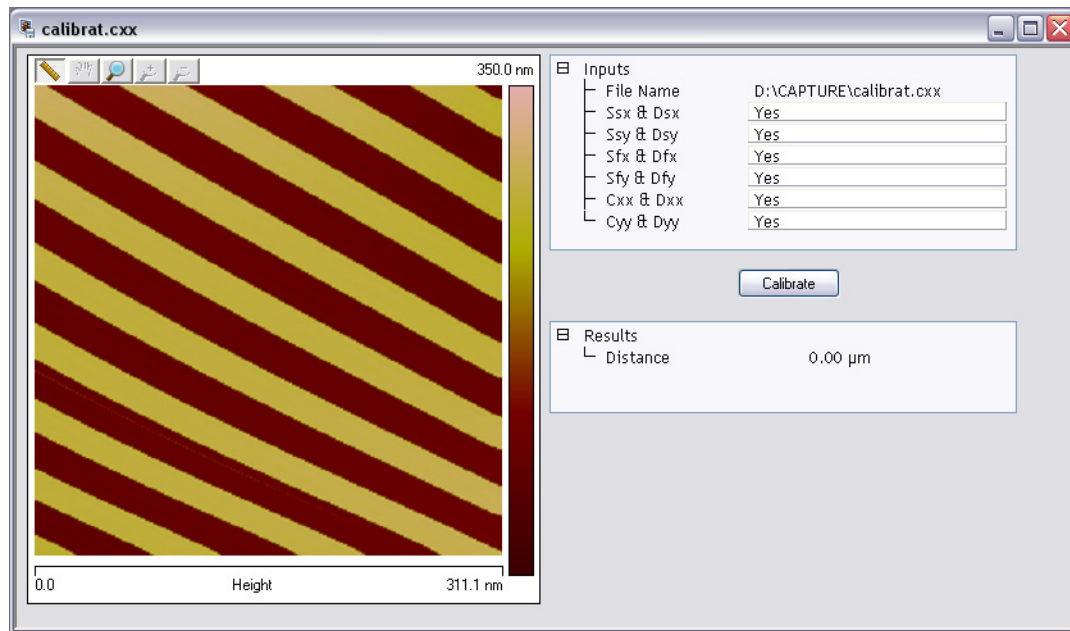 calibrat.cxx
350.0 nm
0.0 Height 311.1 nm
Inputs
File Name D:\CAPTURE\calibrat.cxx
Ssx & Dsx Yes
Ssy & Dsy Yes
Sfx & Dfx Yes
Sfy & Dfy Yes
Cxx & Dxx Yes
Cyy & Dyy Yes
Calibrate
Results
Distance 0.00 µm